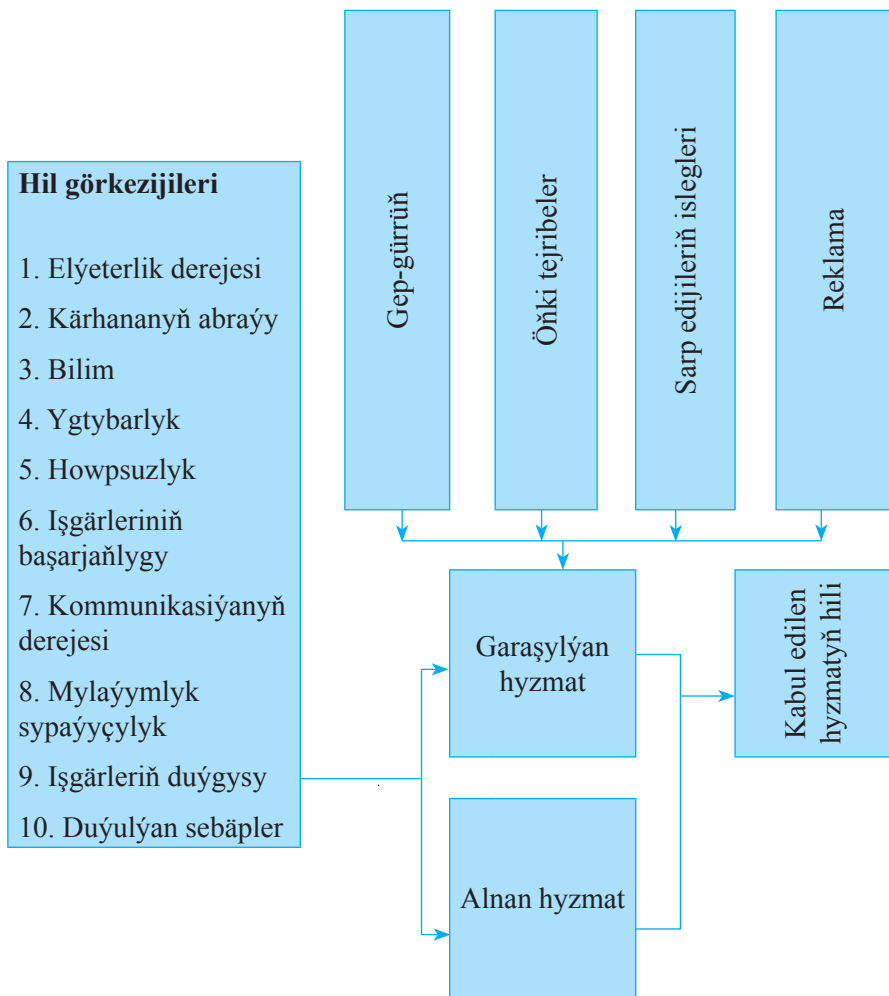 Hil görkezijileri
1. Elýeterlik derejesi
2. Kärhananyň abraýy
3. Bilim
4. Ygtybarlyk
5. Howpsuzlyk
6. Işgärleriniň
başarjaňlygy
7. Kommunikasiýanyň
derejesi
8. Mylaýymlyk
sypaýyçylyk
9. Işgärleriň duýgysy
10. Duýulýan sebäpler
Gep-gürrüň
Öňki tejribeler
Sarp edijileriň islegleri
Reklama
Garaşylýan
hyzmat
Alnan hyzmat
Kabul edilen
hyzmatyň hili